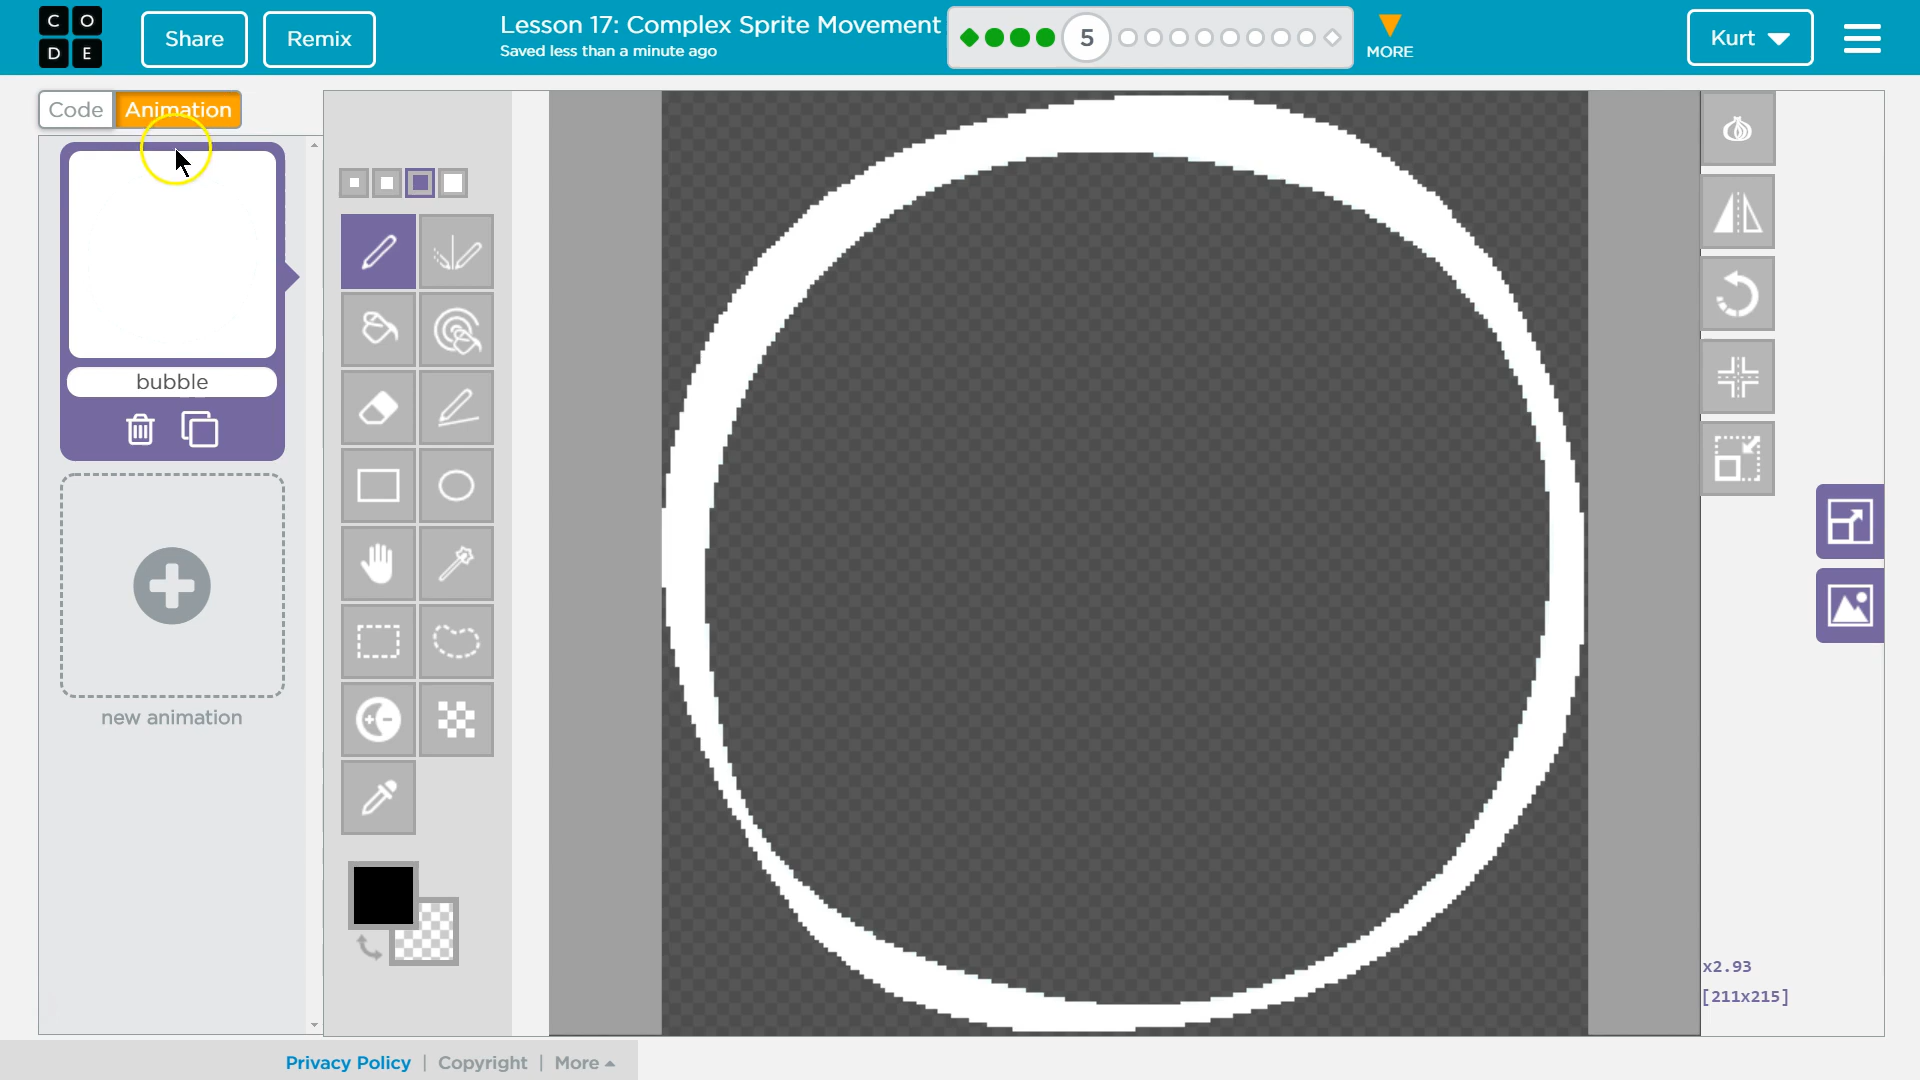 C O
D E
Share
Remix
Lesson 17: Complex Sprite Movement
Saved less than a minute ago
5
MORE
Kurt
Code
Animation
bubble
new animation
x2.93
[211x215]
Privacy Policy | Copyright | More